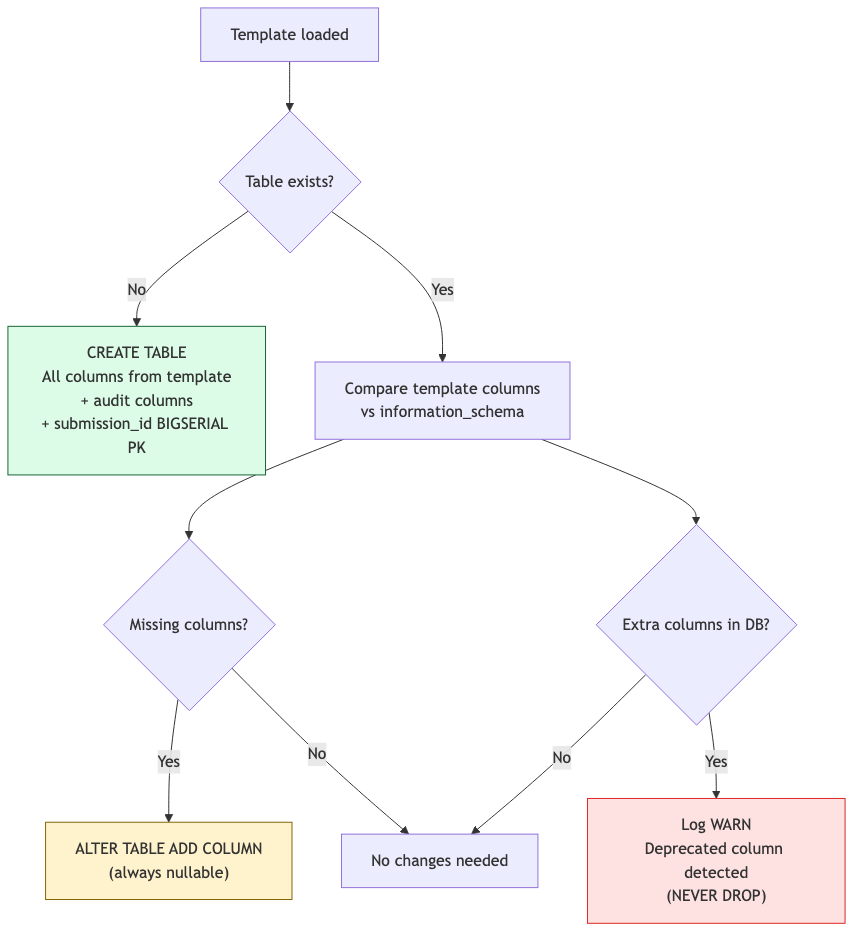 Template loaded
Table exists?
No
Yes
CREATE TABLE
All columns from template
+ audit columns
+ submission_id BIGSERIAL
PK
Compare template columns
vs information_schema
Missing columns?
Extra columns in DB?
Yes
No
No
Yes
ALTER TABLE ADD COLUMN
(always nullable)
No changes needed
Log WARN
Deprecated column
detected
(NEVER DROP)